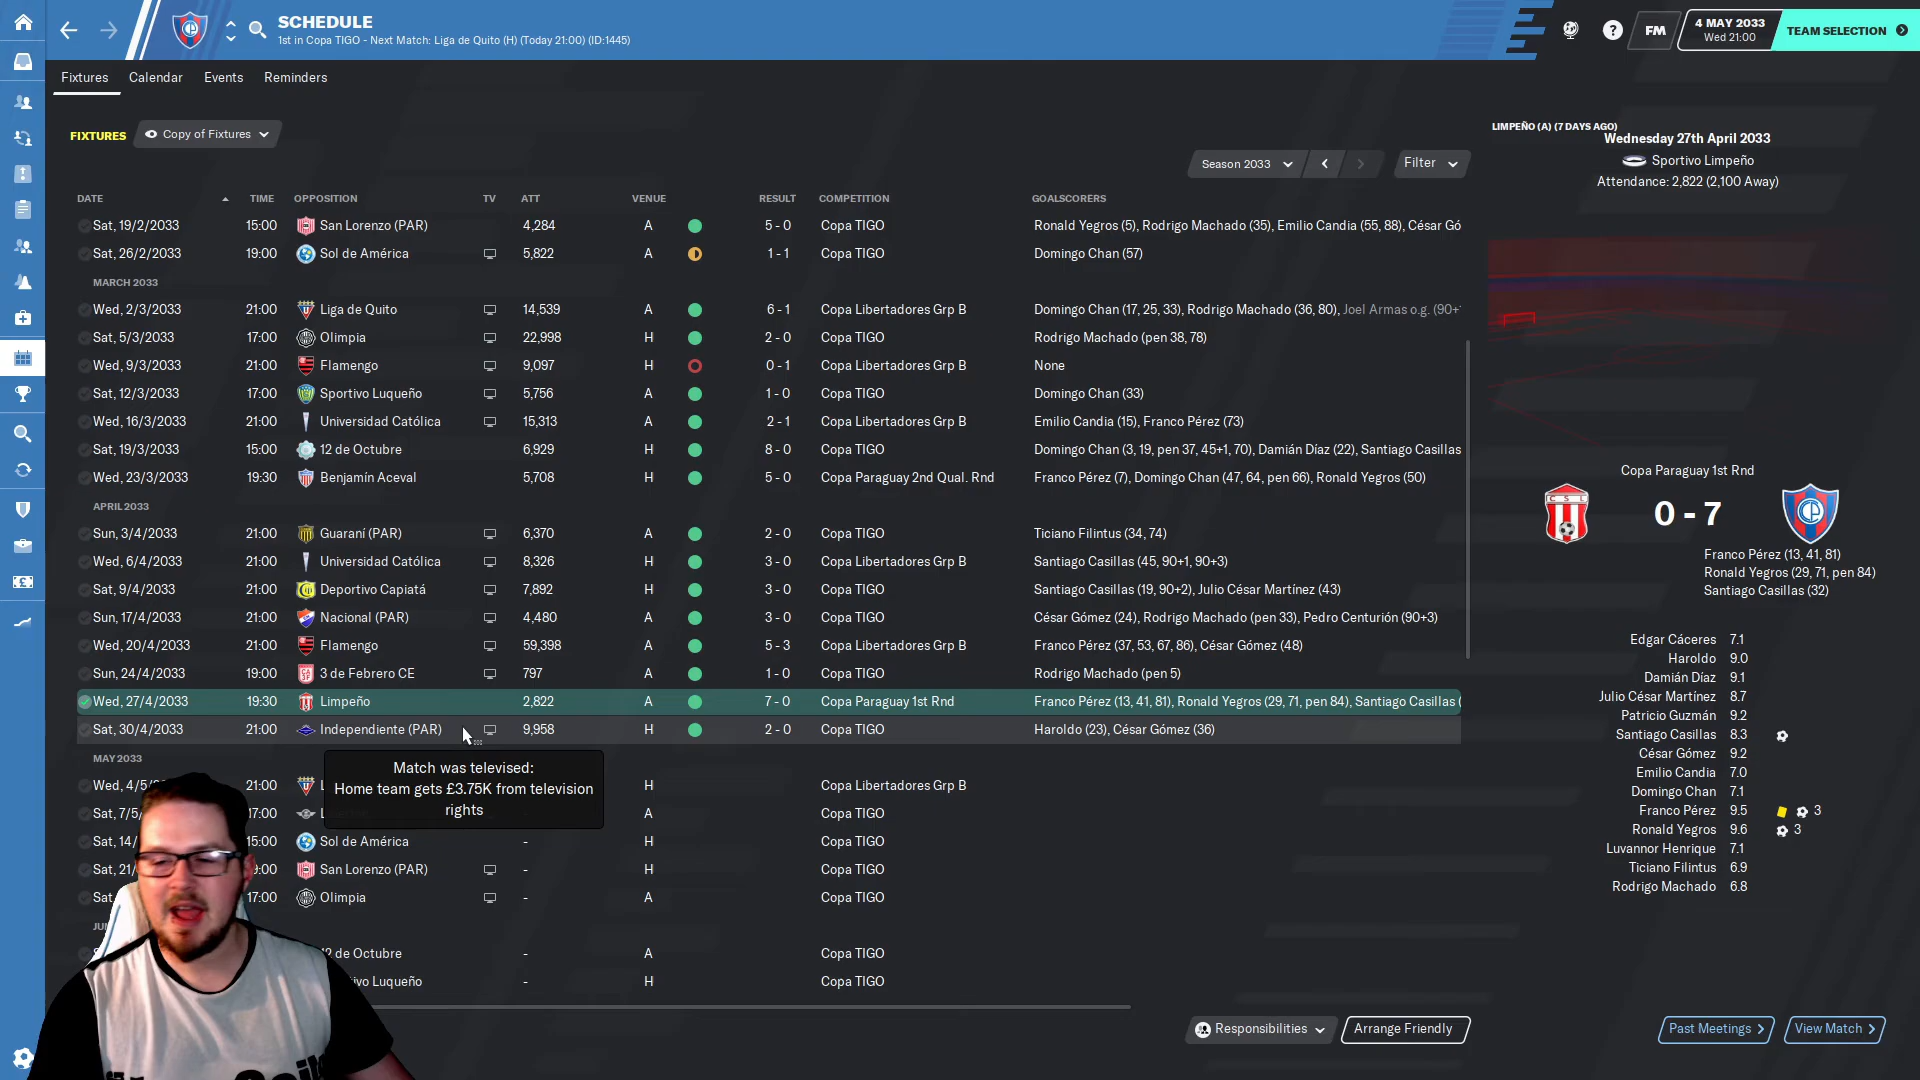 SCHEDULE
1st in Copa TIGO - Next Match: Liga de Quito (H) (Today 21:00) (ID:1445)
? FM 4 MAY 2033 Wed 21:00 TEAM SELECTION
Fixtures Calendar Events Reminders
FIXTURES Copy of Fixtures
Season 2033 Filter
DATE TIME OPPOSITION TV ATT VENUE RESULT COMPETITION GOALSCORERS
Sat, 19/2/2033 15:00 San Lorenzo (PAR) 4,284 A 5 - 0 Copa TIGO Ronald Yegros (5), Rodrigo Machado (35), Emilio Candia (55, 88), César Gó
Sat, 26/2/2033 19:00 Sol de América 5,822 A 1 - 1 Copa TIGO Domingo Chan (57)
MARCH 2033
Wed, 2/3/2033 21:00 Liga de Quito 14,539 A 6 - 1 Copa Libertadores Grp B Domingo Chan (17, 25, 33), Rodrigo Machado (36, 80), Joel Armas o.g. (90+
Sat, 5/3/2033 17:00 Olimpia 22,998 H 2 - 0 Copa TIGO Rodrigo Machado (pen 38, 78)
Wed, 9/3/2033 21:00 Flamengo 9,097 H 0 - 1 Copa Libertadores Grp B None
Sat, 12/3/2033 17:00 Sportivo Luqueño 5,756 A 1 - 0 Copa TIGO Domingo Chan (33)
Wed, 16/3/2033 21:00 Universidad Católica 15,313 A 2 - 1 Copa Libertadores Grp B Emilio Candia (15), Franco Pérez (73)
Sat, 19/3/2033 15:00 12 de Octubre 6,929 H 8 - 0 Copa TIGO Domingo Chan (3, 19, pen 37, 45+1, 70), Damián Díaz (22), Santiago Casillas
Wed, 23/3/2033 19:30 Benjamín Aceval 5,708 H 5 - 0 Copa Paraguay 2nd Qual. Rnd Franco Pérez (7), Domingo Chan (47, 64, pen 66), Ronald Yegros (50)
APRIL 2033
Sun, 3/4/2033 21:00 Guaraní (PAR) 6,370 A 2 - 0 Copa TIGO Ticiano Filintus (34, 74)
Wed, 6/4/2033 21:00 Universidad Católica 8,326 H 3 - 0 Copa Libertadores Grp B Santiago Casillas (45, 90+1, 90+3)
Sat, 9/4/2033 21:00 Deportivo Capiatá 7,892 H 3 - 0 Copa TIGO Santiago Casillas (19, 90+2), Julio César Martínez (43)
Sun, 17/4/2033 21:00 Nacional (PAR) 4,480 A 3 - 0 Copa TIGO César Gómez (24), Rodrigo Machado (pen 33), Pedro Centurión (90+3)
Wed, 20/4/2033 21:00 Flamengo 59,398 A 5 - 3 Copa Libertadores Grp B Franco Pérez (37, 53, 67, 86), César Gómez (48)
Sun, 24/4/2033 19:00 3 de Febrero CE 797 A 1 - 0 Copa TIGO Rodrigo Machado (pen 5)
Wed, 27/4/2033 19:30 Limpeño 2,822 A 7 - 0 Copa Paraguay 1st Rnd Franco Pérez (13, 41, 81), Ronald Yegros (29, 71, pen 84), Santiago Casillas (
Sat, 30/4/2033 21:00 Independiente (PAR) 9,958 H 2 - 0 Copa TIGO Haroldo (23), César Gómez (36)
MAY 2033
Wed, 4/5/ 21:00 L H Copa Libertadores Grp B
Sat, 7/5/ 17:00 A Copa TIGO
Sat, 14/ 15:00 Sol de América - H Copa TIGO
Sat, 21/ 9:00 San Lorenzo (PAR) - H Copa TIGO
Sat, 17:00 Olimpia - A Copa TIGO
JU
2 de Octubre - A Copa TIGO
ivo Luqueño - H Copa TIGO
Match was televised:
Home team gets £3.75K from television
rights
Responsibilities Arrange Friendly
LIMPEÑO (A) (7 DAYS AGO)
Wednesday 27th April 2033
Sportivo Limpeño
Attendance: 2,822 (2,100 Away)
Copa Paraguay 1st Rnd
C S L 0 - 7 CP
Franco Pérez (13, 41, 81)
Ronald Yegros (29, 71, pen 84)
Santiago Casillas (32)
Edgar Cáceres 7.1
Haroldo 9.0
Damián Díaz 9.1
Julio César Martínez 8.7
Patricio Guzmán 9.2
Santiago Casillas 8.3
César Gómez 9.2
Emilio Candia 7.0
Domingo Chan 7.1
Franco Pérez 9.5 3
Ronald Yegros 9.6 3
Luvannor Henrique 7.1
Ticiano Filintus 6.9
Rodrigo Machado 6.8
Past Meetings View Match